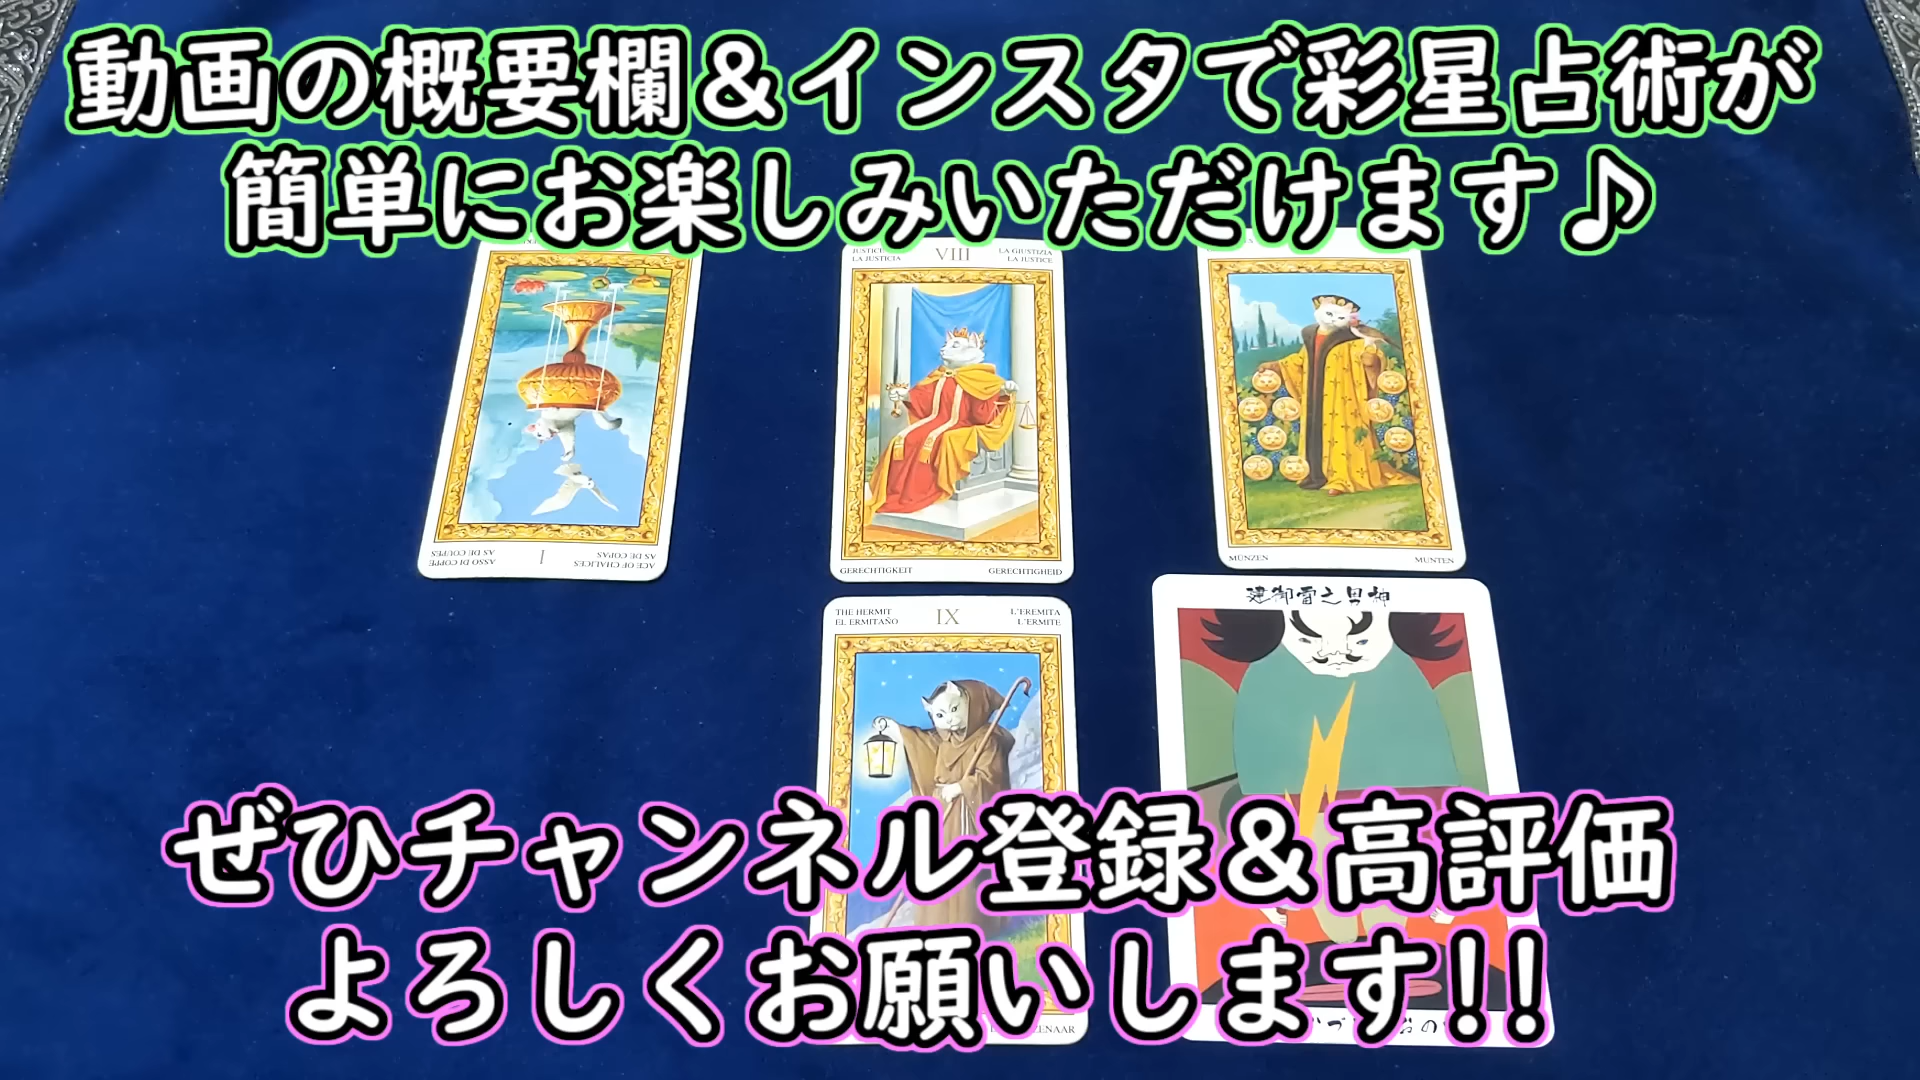 動画の概要欄＆インスタで彩星占術が
簡単にお楽しみいただけます♪
ACE OF CHALICES
AS DE COPAS
I
ASSO DI COPPE
AS DE COUPES
JUSTICE
LA JUSTICIA
VIII
LA GIUSTIZIA
LA JUSTICE
GERECHTIGKEIT
GERECHTIGHEID
MÜNZEN
MUNTEN
THE HERMIT
EL ERMITAÑO
IX
L'EREMITA
L'ERMITE
建御雷之男神
ぜひチャンネル登録＆高評価
よろしくお願いします!!